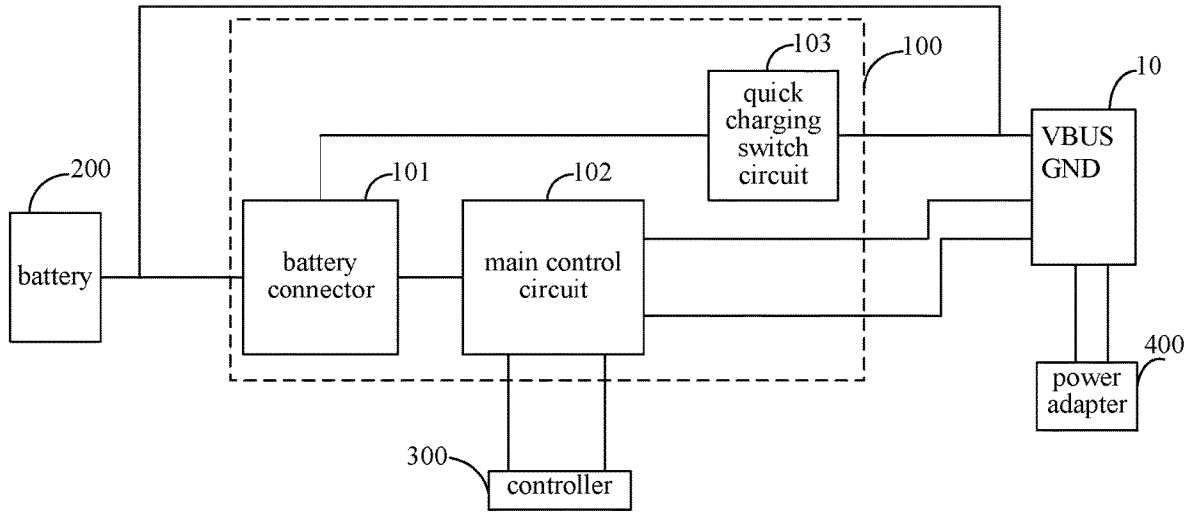 103
100
10
quick
charging
switch
circuit
VBUS
GND
200
101
102
battery
battery
connector
main control
circuit
400
power
adapter
300
controller